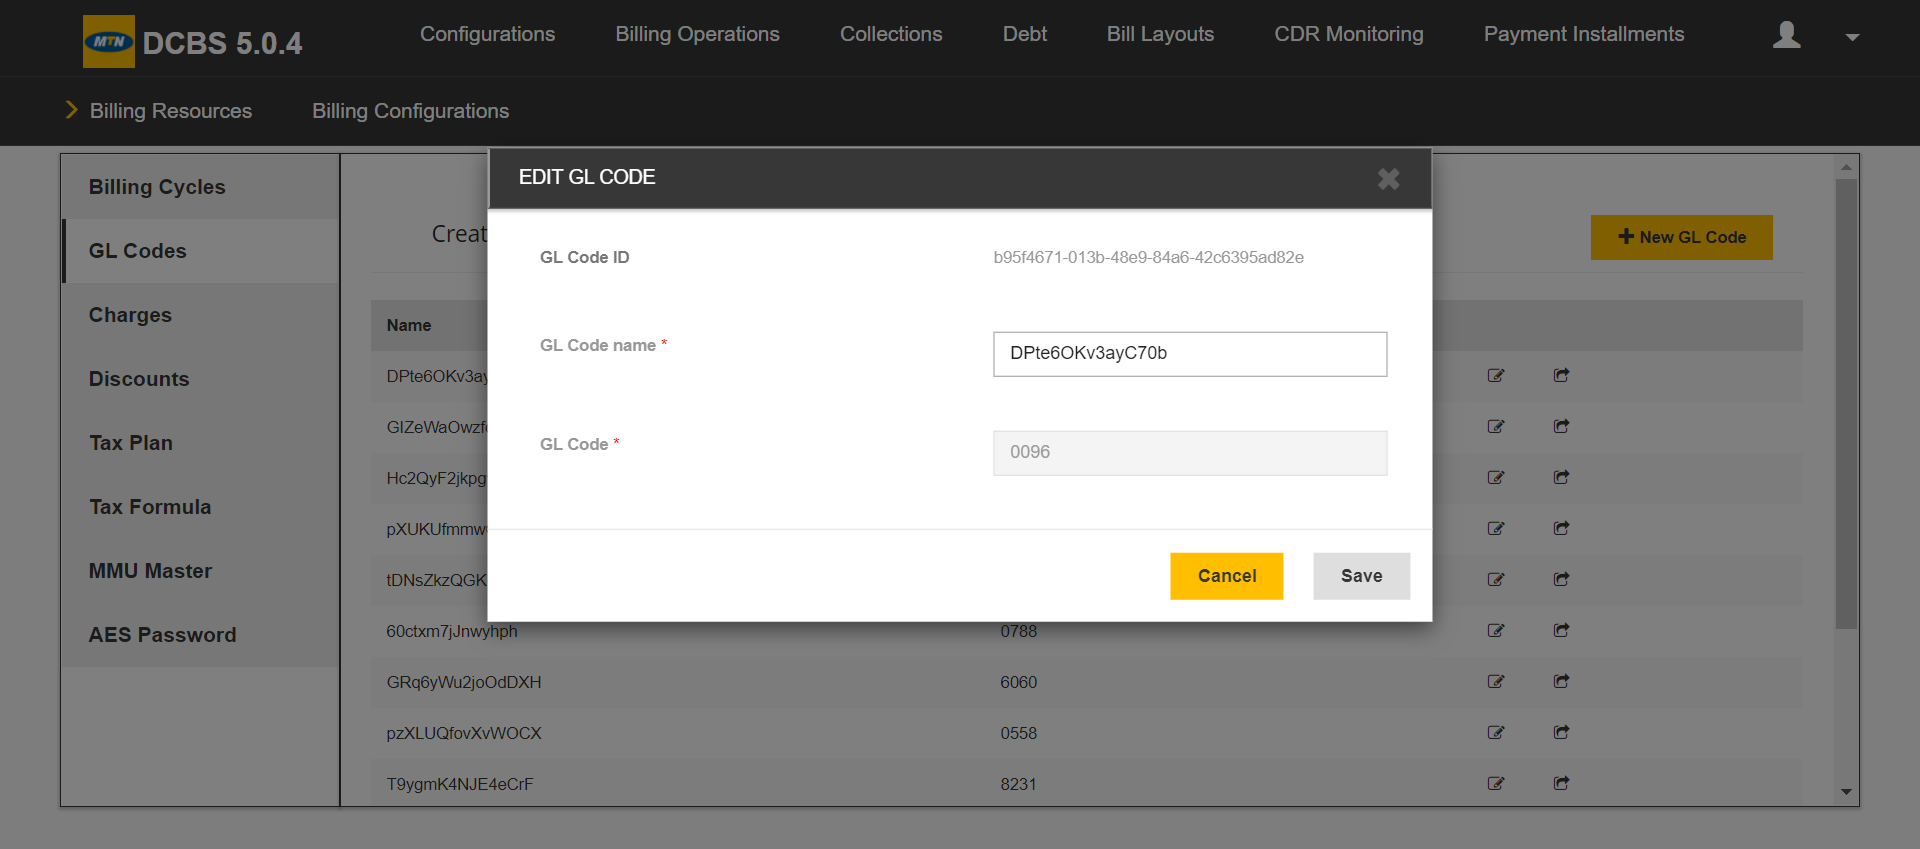 MTN DCBS 5.0.4
Configurations Billing Operations Collections Debt Bill Layouts CDR Monitoring Payment Installments
Billing Resources Billing Configurations
Billing Cycles
GL Codes
Charges
Discounts
Tax Plan
Tax Formula
MMU Master
AES Password
Creat
New GL Code
Name
DPte6OKv3ay
GIZeWaOwzf
Hc2QyF2jkpg
pXUKUfmmw
tDNsZkzQGK
60ctxm7jJnwyhph 0788
GRq6yWu2joOdDXH 6060
pzXLUQfovXvWOCX 0558
T9ygmK4NJE4eCrF 8231
EDIT GL CODE
GL Code ID b95f4671-013b-48e9-84a6-42c6395ad82e
GL Code name * DPte6OKv3ayC70b
GL Code * 0096
Cancel Save